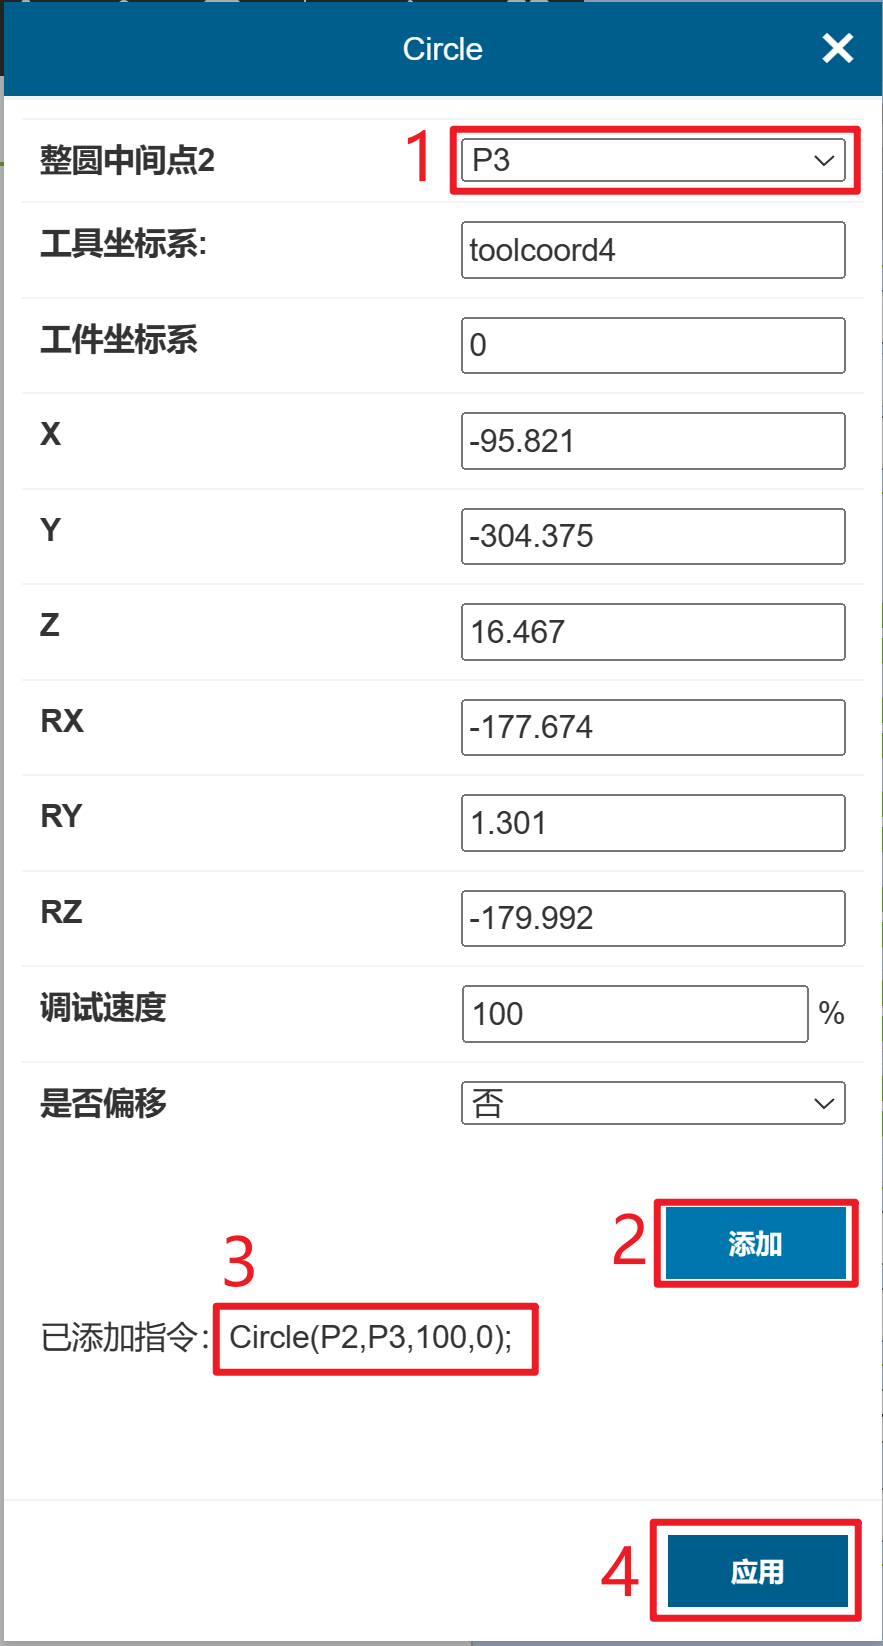 Circle
1
整圆中间点2 P3
工具坐标系: toolcoord4
工件坐标系 0
X -95.821
Y -304.375
Z 16.467
RX -177.674
RY 1.301
RZ -179.992
调试速度 100 %
是否偏移 否
2 添加
3
已添加指令: Circle(P2,P3,100,0);
4 应用